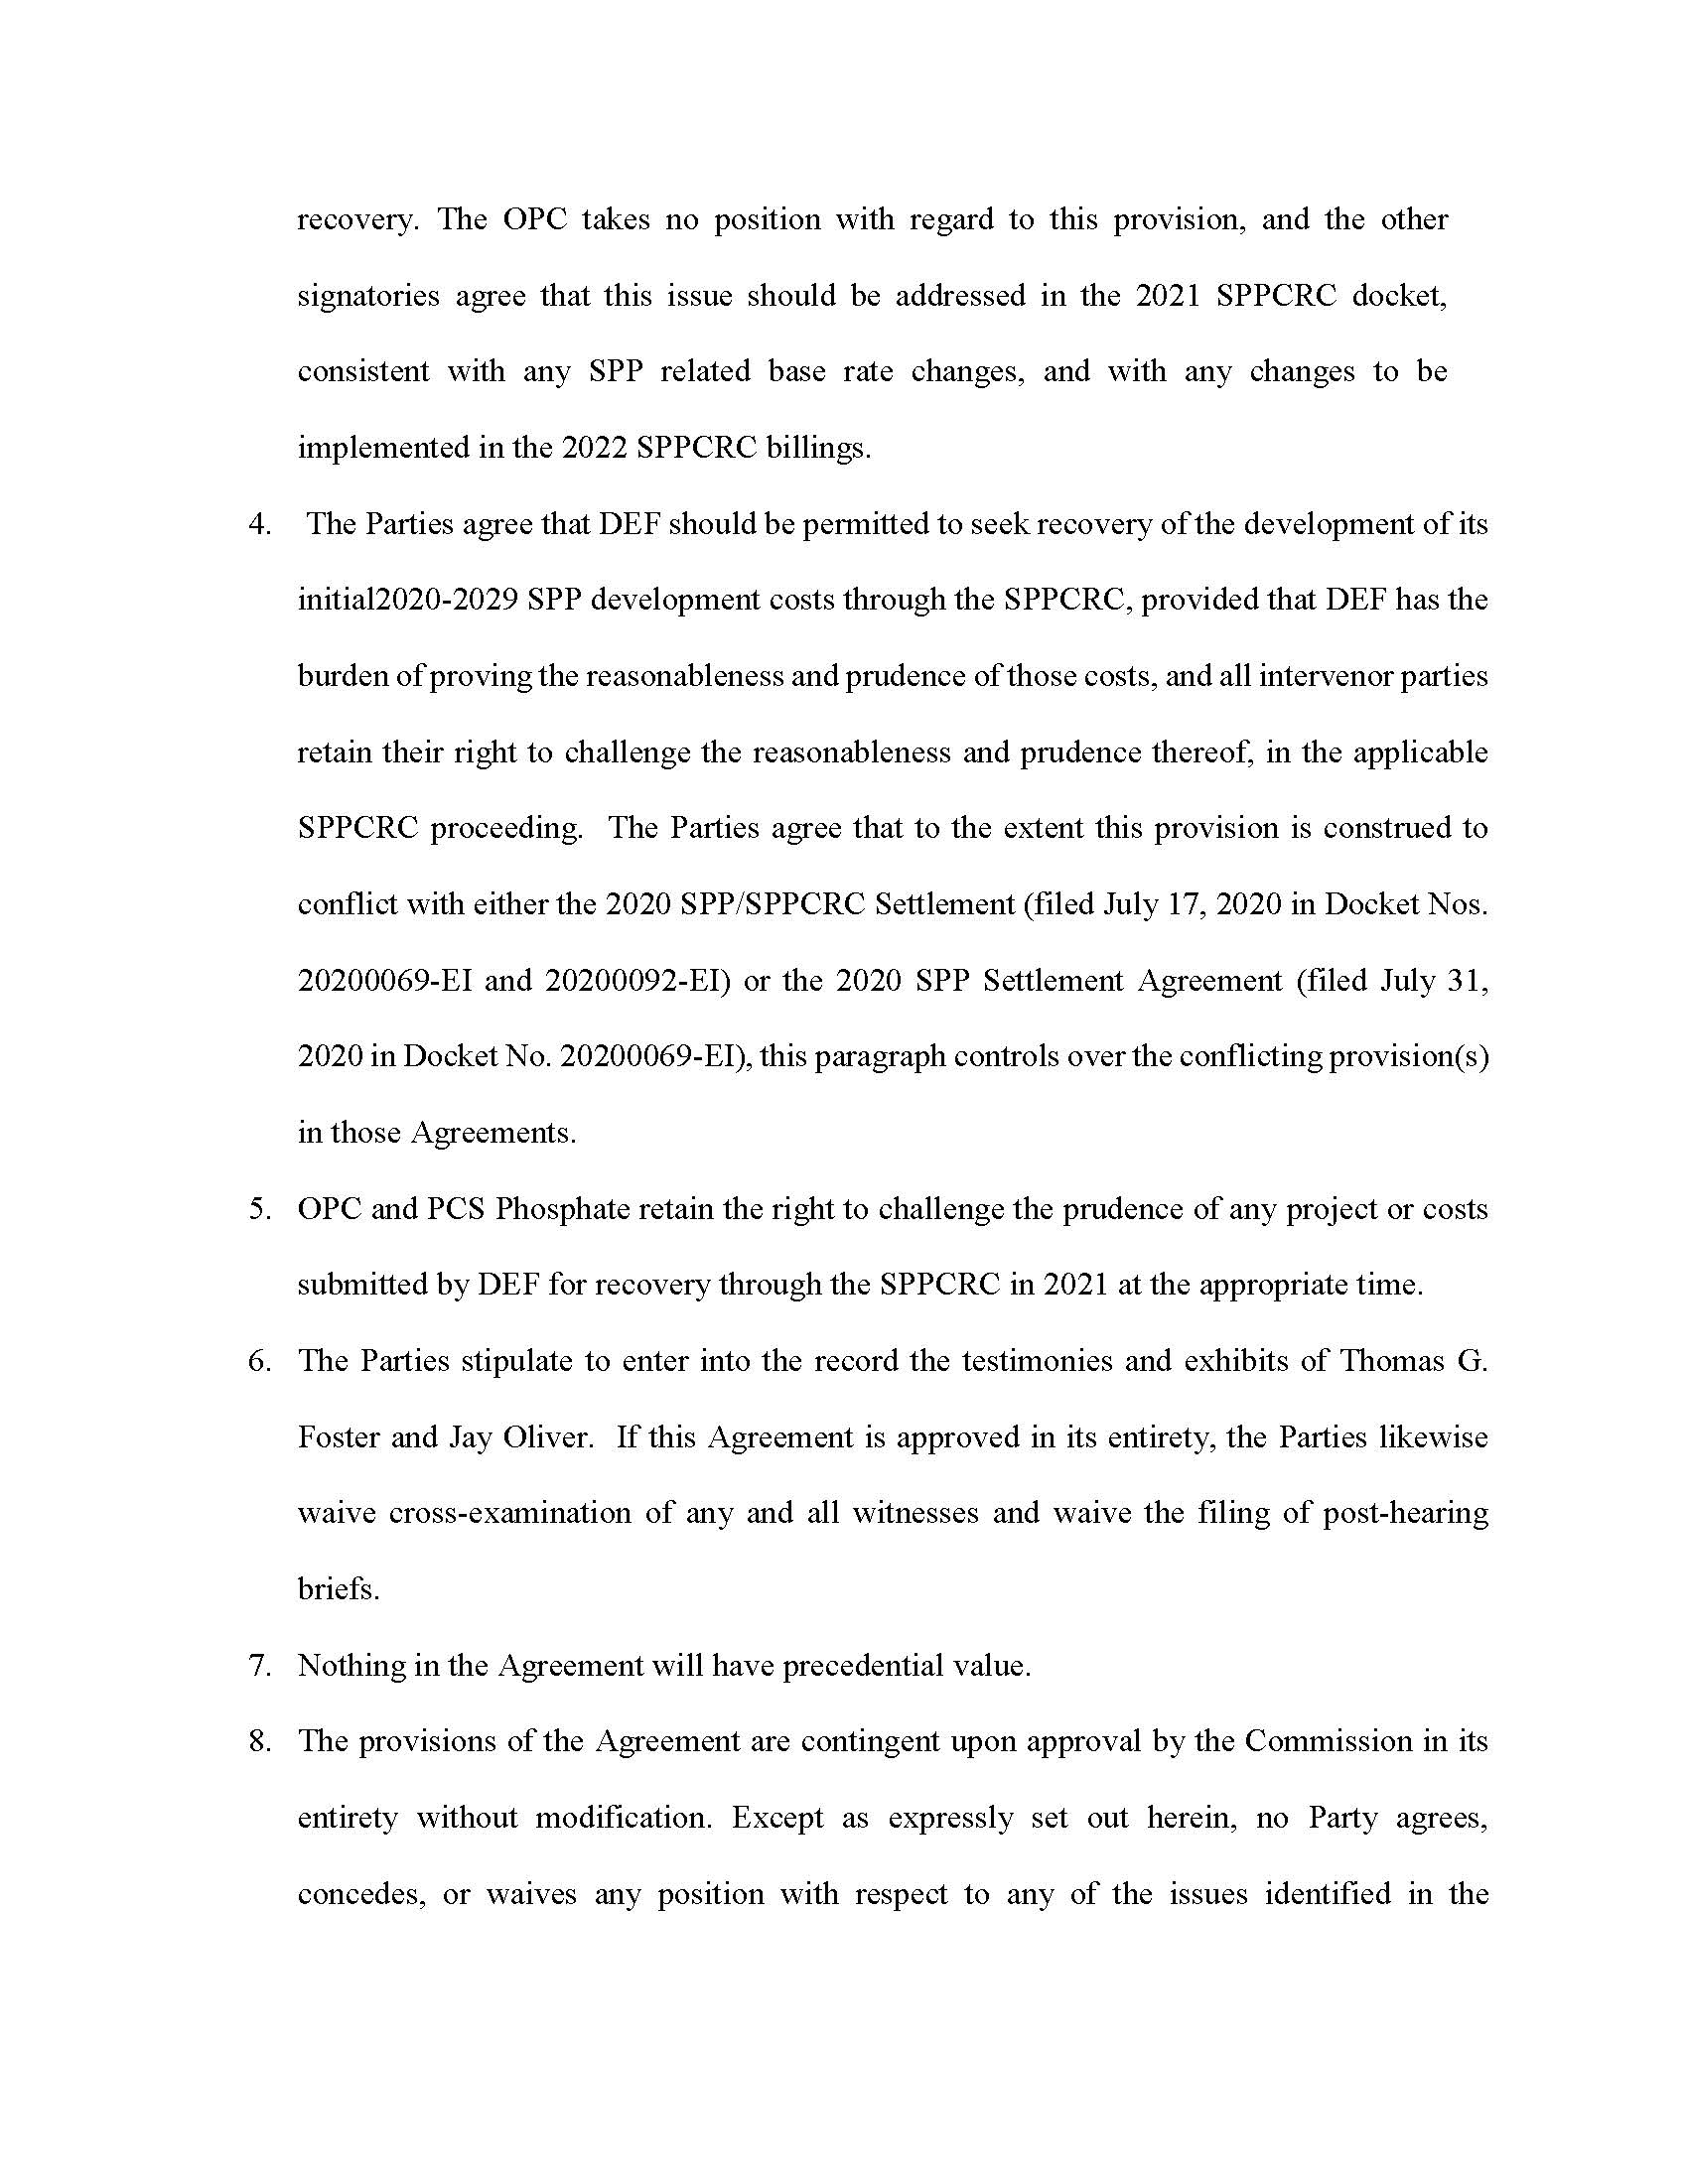 recovery. The OPC takes no position with regard to this provision, and the other
signatories agree that this issue should be addressed in the 2021 SPPCRC docket,
consistent with any SPP related base rate changes, and with any changes to be
implemented in the 2022 SPPCRC billings.
4. The Parties agree that DEF should be permitted to seek recovery of the development of its
initial2020-2029 SPP development costs through the SPPCRC, provided that DEF has the
burden of proving the reasonableness and prudence of those costs, and all intervenor parties
retain their right to challenge the reasonableness and prudence thereof, in the applicable
SPPCRC proceeding. The Parties agree that to the extent this provision is construed to
conflict with either the 2020 SPP/SPPCRC Settlement (filed July 17, 2020 in Docket Nos.
20200069-EI and 20200092-EI) or the 2020 SPP Settlement Agreement (filed July 31,
2020 in Docket No. 20200069-EI), this paragraph controls over the conflicting provision(s)
in those Agreements.
5. OPC and PCS Phosphate retain the right to challenge the prudence of any project or costs
submitted by DEF for recovery through the SPPCRC in 2021 at the appropriate time.
6. The Parties stipulate to enter into the record the testimonies and exhibits of Thomas G.
Foster and Jay Oliver. If this Agreement is approved in its entirety, the Parties likewise
waive cross-examination of any and all witnesses and waive the filing of post-hearing
briefs.
7. Nothing in the Agreement will have precedential value.
8. The provisions of the Agreement are contingent upon approval by the Commission in its
entirety without modification. Except as expressly set out herein, no Party agrees,
concedes, or waives any position with respect to any of the issues identified in the